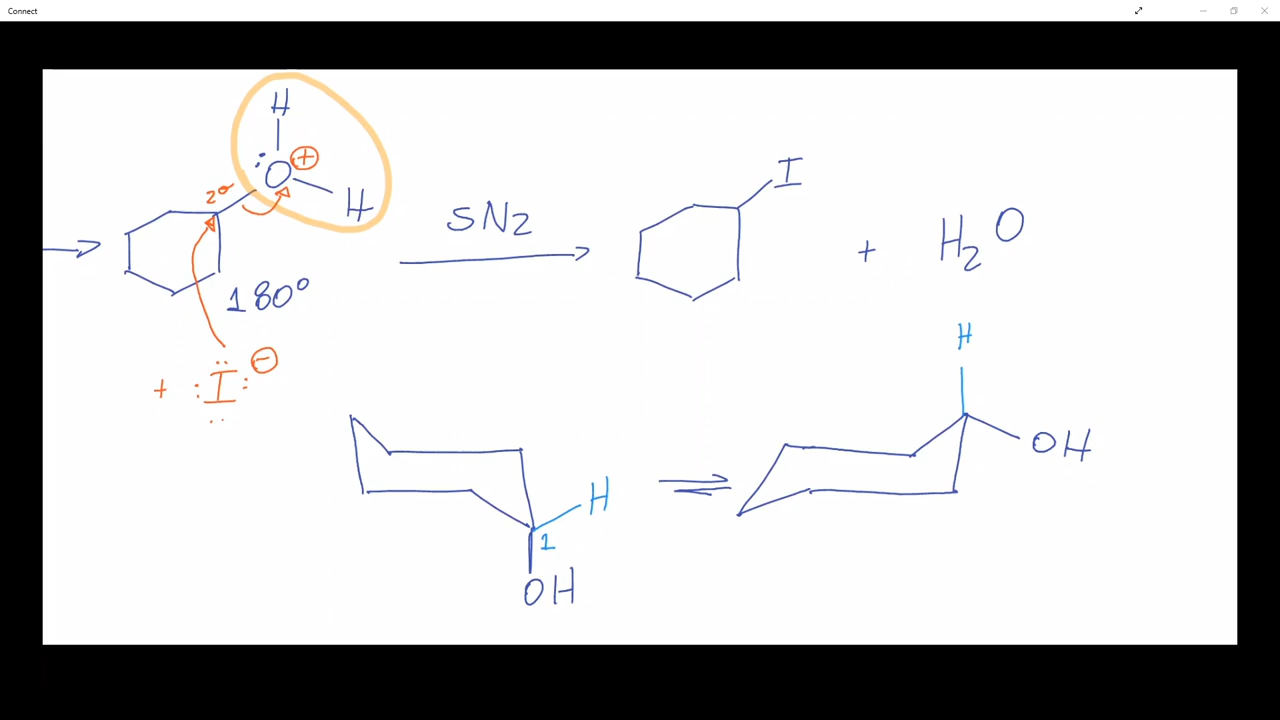 Connect
H
:O⊕
2°
H
SN2
I
+ H₂O
180°
+ :I: ⊖
H
OH
H
1
OH